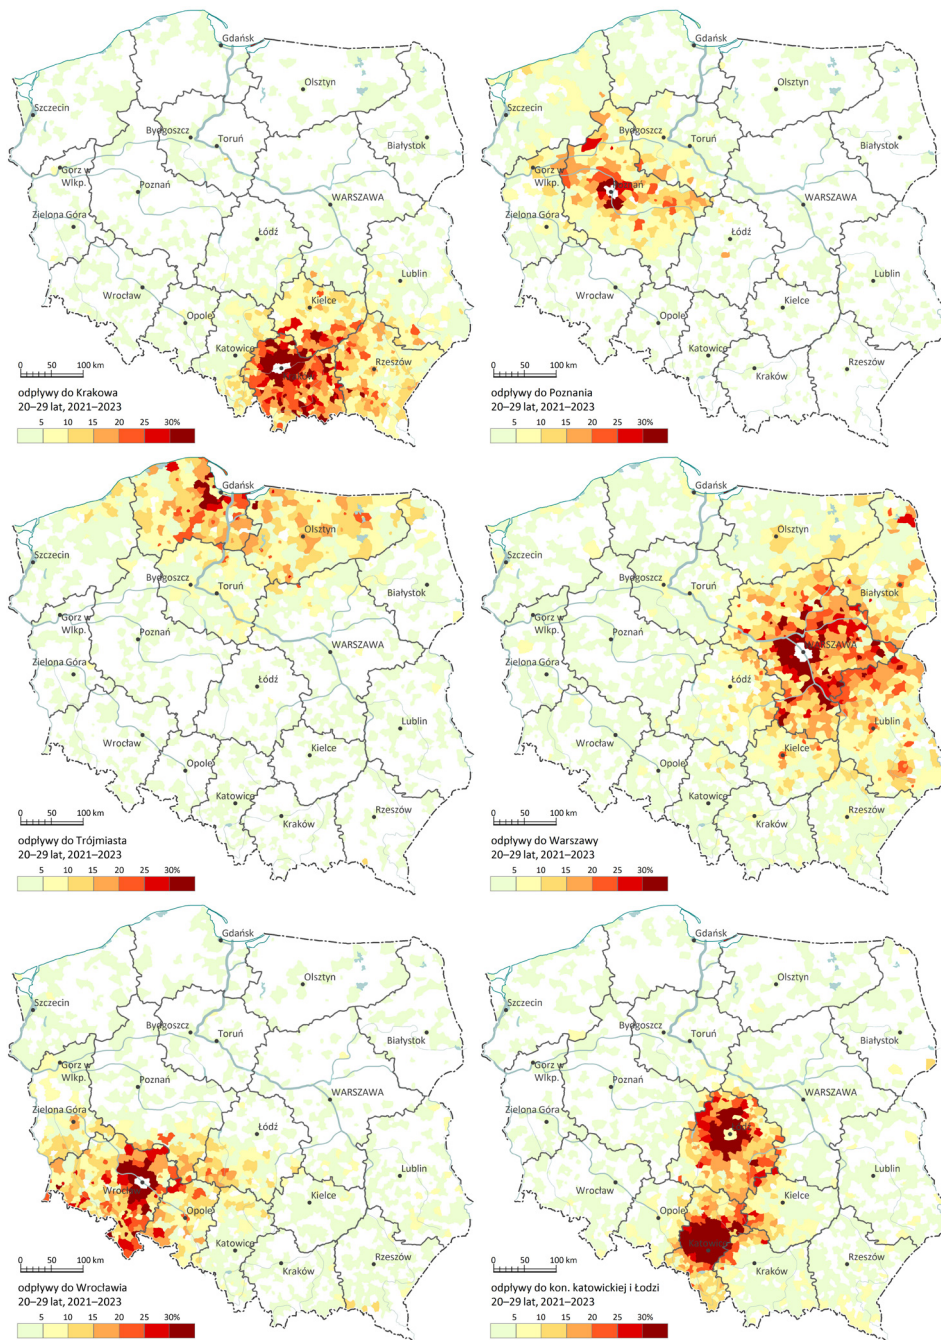 Gdańsk
Olsztyn
Szczecin
Bydgoszcz
Toruń
Białystok
Gorz w
Wlkp.
Poznań
WARSZAWA
Zielona Góra
Łódź
Lublin
Wrocław
Kielce
Opole
Katowice
Rzeszów
0 50 100 km
odpływy do Krakowa
20–29 lat, 2021–2023
5 10 15 20 25 30%
Gdańsk
Olsztyn
Szczecin
Bydgoszcz
Toruń
Białystok
Gorz w
Wlkp.
Poznań
WARSZAWA
Zielona Góra
Łódź
Lublin
Wrocław
Kielce
Opole
Katowice
Rzeszów
Kraków
0 50 100 km
odpływy do Poznania
20–29 lat, 2021–2023
5 10 15 20 25 30%
Gdańsk
Olsztyn
Szczecin
Bydgoszcz
Toruń
Białystok
Gorz w
Wlkp.
Poznań
WARSZAWA
Zielona Góra
Łódź
Lublin
Wrocław
Kielce
Opole
Katowice
Rzeszów
Kraków
0 50 100 km
odpływy do Trójmiasta
20–29 lat, 2021–2023
5 10 15 20 25 30%
Gdańsk
Olsztyn
Szczecin
Bydgoszcz
Toruń
Białystok
Gorz w
Wlkp.
Poznań
WARSZAWA
Zielona Góra
Łódź
Lublin
Wrocław
Kielce
Opole
Katowice
Rzeszów
Kraków
0 50 100 km
odpływy do Warszawy
20–29 lat, 2021–2023
5 10 15 20 25 30%
Gdańsk
Olsztyn
Szczecin
Bydgoszcz
Toruń
Białystok
Gorz w
Wlkp.
Poznań
WARSZAWA
Zielona Góra
Łódź
Lublin
Wrocław
Kielce
Opole
Katowice
Rzeszów
Kraków
0 50 100 km
odpływy do Wrocławia
20–29 lat, 2021–2023
5 10 15 20 25 30%
Gdańsk
Olsztyn
Szczecin
Bydgoszcz
Toruń
Białystok
Gorz w
Wlkp.
Poznań
WARSZAWA
Zielona Góra
Lublin
Wrocław
Kielce
Opole
Katowice
Rzeszów
Kraków
0 50 100 km
odpływy do kon. katowickiej i Łodzi
20–29 lat, 2021–2023
5 10 15 20 25 30%